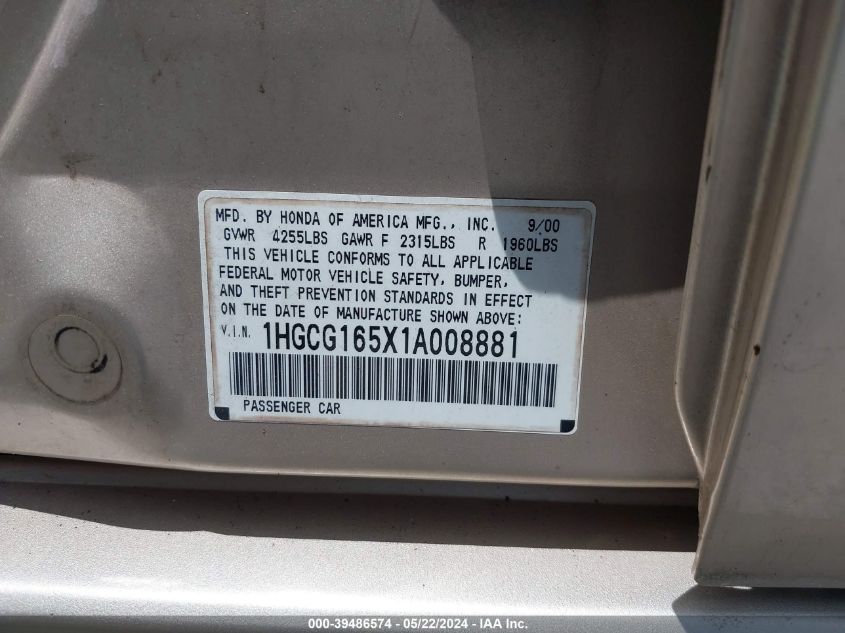 MFD. BY HONDA OF AMERICA MFG., INC. 9/00
GVWR 4255LBS GAWR F 2315LBS R 1960LBS
THIS VEHICLE CONFORMS TO ALL APPLICABLE
FEDERAL MOTOR VEHICLE SAFETY, BUMPER,
AND THEFT PREVENTION STANDARDS IN EFFECT
ON THE DATE OF MANUFACTURE SHOWN ABOVE:
V.I.N. 1HGCG165X1A008881
PASSENGER CAR
000-39486574 - 05/22/2024 - IAA Inc.